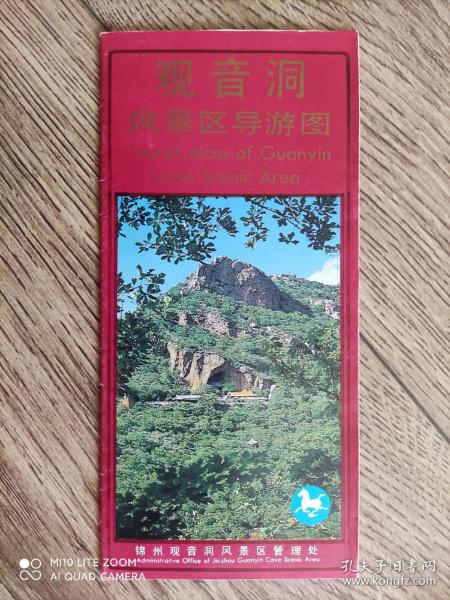 观音洞
风景区导游图
Tourist Map of Guanyin
Cave Scenic Area
锦州观音洞风景区管理处
Administrative Office of Jinzhou Guanyin Cave Scenic Area
MI10 LITE ZOOM
AI QUAD CAMERA
孔夫子旧书网
www.kongfz.com